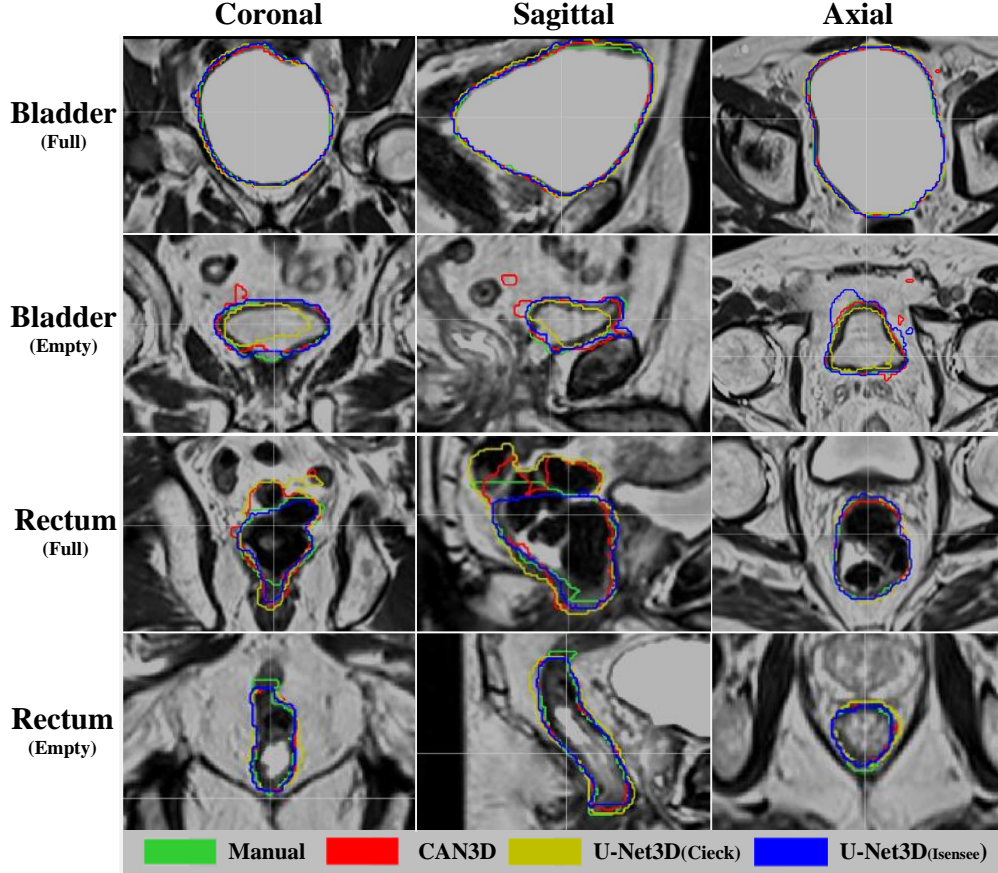 Coronal Sagittal Axial
Bladder
(Full)
Bladder
(Empty)
Rectum
(Full)
Rectum
(Empty)
Manual CAN3D U-Net3D(Cieck) U-Net3D(Isensee)